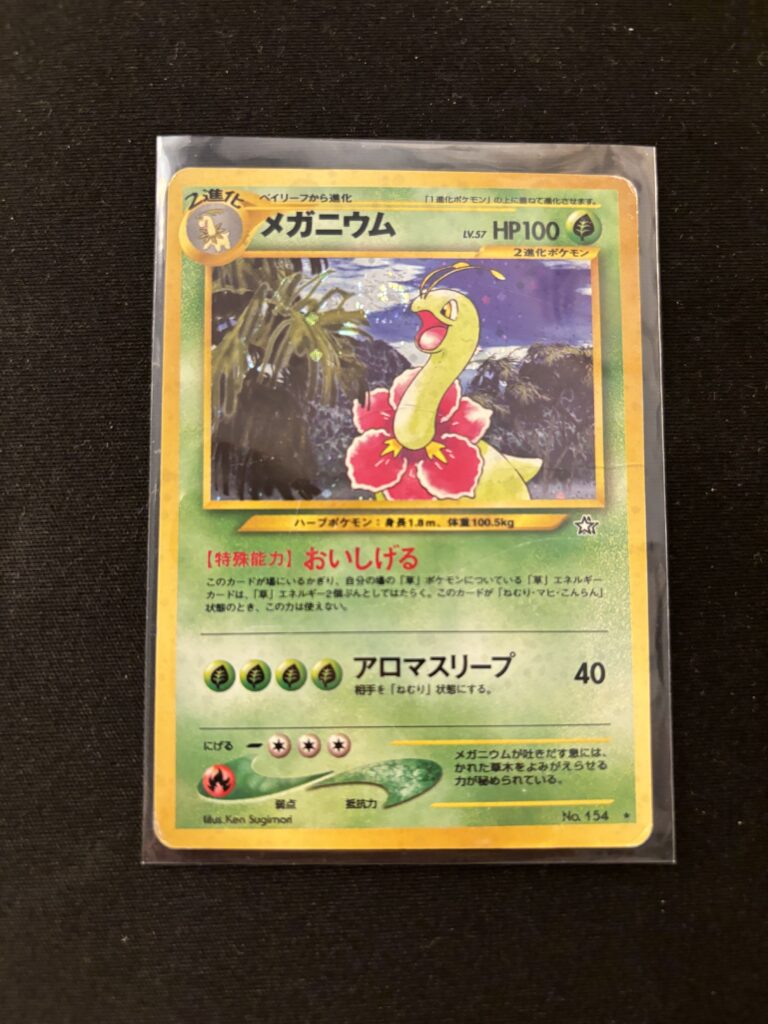 2進化
ベイリーフから進化
「1進化ポケモン」の上に重ねて進化させます。
メガニウム
LV.57 HP100
2進化ポケモン
ハーブポケモン：身長1.8m、体重100.5kg
【特殊能力】おいしげる
このカードが場にいるかぎり、自分の場の「草」ポケモンについている「草」エネルギー
カードは、「草」エネルギー2個ぶんとしてはたらく。このカードが「ねむり・マヒ・こんらん」
状態のとき、この力は使えない。
アロマスリープ 40
相手を「ねむり」状態にする。
にげる
弱点 抵抗力
メガニウムが吐きだす息には、
かれた草木をよみがえらせる
力が秘められている。
Illus. Ken Sugimori
No. 154 ★